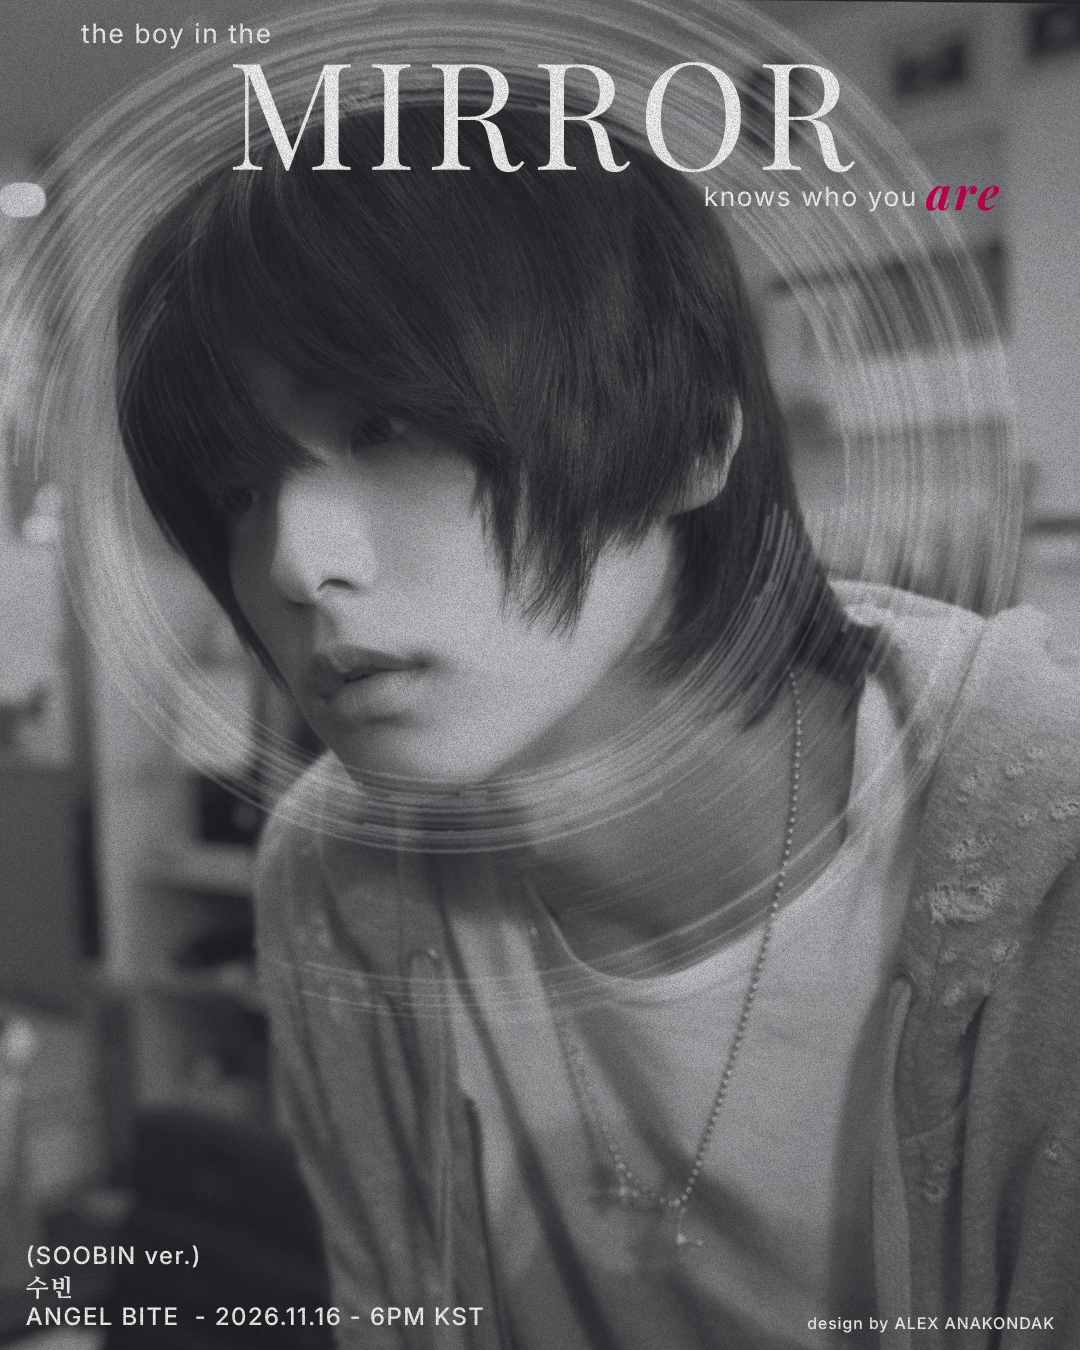 the boy in the
MIRROR
knows who you are
(SOOBIN ver.)
수빈
ANGEL BITE - 2026.11.16 - 6PM KST
design by ALEX ANAKONDAK